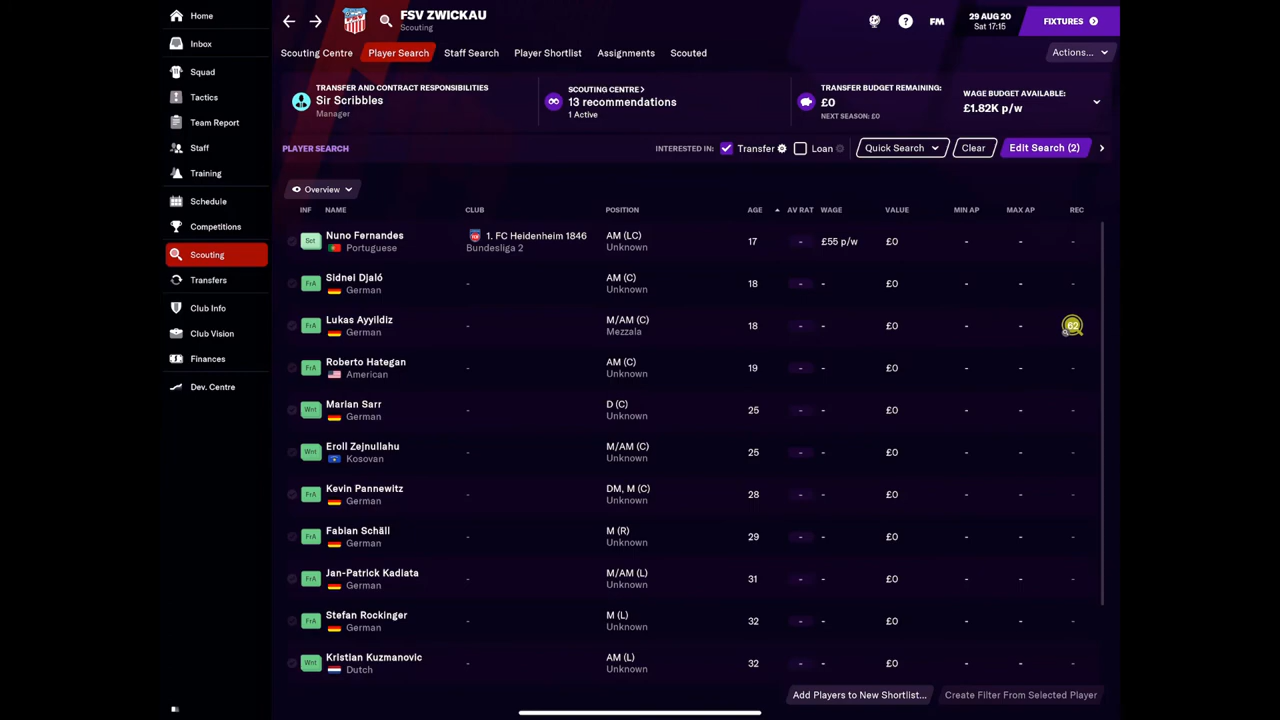 Home
Inbox
Squad
Tactics
Team Report
Staff
Training
Schedule
Competitions
Scouting
Transfers
Club Info
Club Vision
Finances
Dev. Centre
FSV ZWICKAU
Scouting
?
FM
29 AUG 20
Sat 17:15
FIXTURES
Scouting Centre
Player Search
Staff Search
Player Shortlist
Assignments
Scouted
Actions...
TRANSFER AND CONTRACT RESPONSIBILITIES
Sir Scribbles
Manager
SCOUTING CENTRE >
13 recommendations
1 Active
TRANSFER BUDGET REMAINING:
£0
NEXT SEASON: £0
WAGE BUDGET AVAILABLE:
£1.82K p/w
PLAYER SEARCH
INTERESTED IN:
Transfer
Loan
Quick Search
Clear
Edit Search (2)
Overview
INF NAME CLUB POSITION AGE AV RAT WAGE VALUE MIN AP MAX AP REC
Sct Nuno Fernandes 1. FC Heidenheim 1846 AM (LC) 17 - £55 p/w £0 - - -
Portuguese Bundesliga 2 Unknown
FrA Sidnei Djaló - AM (C) 18 - - £0 - - -
German Unknown
FrA Lukas Ayyildiz - M/AM (C) 18 - - £0 - - 62
German Mezzala
FrA Roberto Hategan - AM (C) 19 - - £0 - - -
American Unknown
Wnt Marian Sarr - D (C) 25 - - £0 - - -
German Unknown
Wnt Eroll Zejnullahu - M/AM (C) 25 - - £0 - - -
Kosovan Unknown
FrA Kevin Pannewitz - DM, M (C) 28 - - £0 - - -
German Unknown
FrA Fabian Schäll - M (R) 29 - - £0 - - -
German Unknown
FrA Jan-Patrick Kadiata - M/AM (L) 31 - - £0 - - -
German Unknown
FrA Stefan Rockinger - M (L) 32 - - £0 - - -
German Unknown
Wnt Kristian Kuzmanovic - AM (L) 32 - - £0 - - -
Dutch Unknown
Add Players to New Shortlist...
Create Filter From Selected Player